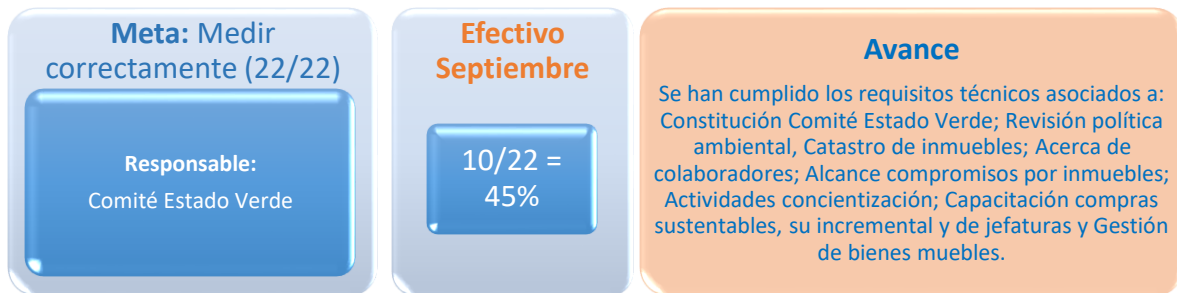 Meta: Medir
correctamente (22/22)
Responsable:
Comité Estado Verde
Efectivo
Septiembre
10/22 =
45%
Avance
Se han cumplido los requisitos técnicos asociados a:
Constitución Comité Estado Verde; Revisión política
ambiental, Catastro de inmuebles; Acerca de
colaboradores; Alcance compromisos por inmuebles;
Actividades concientización; Capacitación compras
sustentables, su incremental y de jefaturas y Gestión
de bienes muebles.